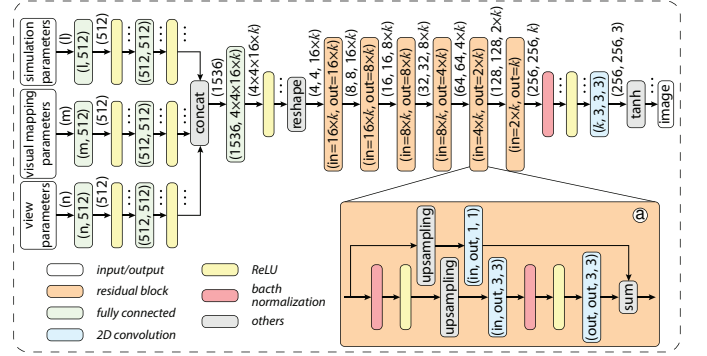 simulation
parameters
(l)
(l, 512)
(512)
(512, 512)
visual mapping
parameters
(m)
(m, 512)
(512)
(512, 512)
view
parameters
(n)
(n, 512)
(512)
(512, 512)
concat
(1536)
(1536, 4×4×16×k)
(4×4×16×k)
reshape
(4, 4, 16×k)
(in=16×k, out=16×k)
(8, 8, 16×k)
(in=16×k, out=8×k)
(16, 16, 8×k)
(in=8×k, out=8×k)
(32, 32, 8×k)
(in=8×k, out=4×k)
(64, 64, 4×k)
(in=4×k, out=2×k)
(128, 128, 2×k)
(in=2×k, out=k)
(256, 256, k)
(k, 3, 3, 3)
(256, 256, 3)
tanh
image
a
upsampling
(in, out, 1, 1)
upsampling
(in, out, 3, 3)
(out, out, 3, 3)
sum
input/output
residual block
fully connected
2D convolution
ReLU
bacth
normalization
others